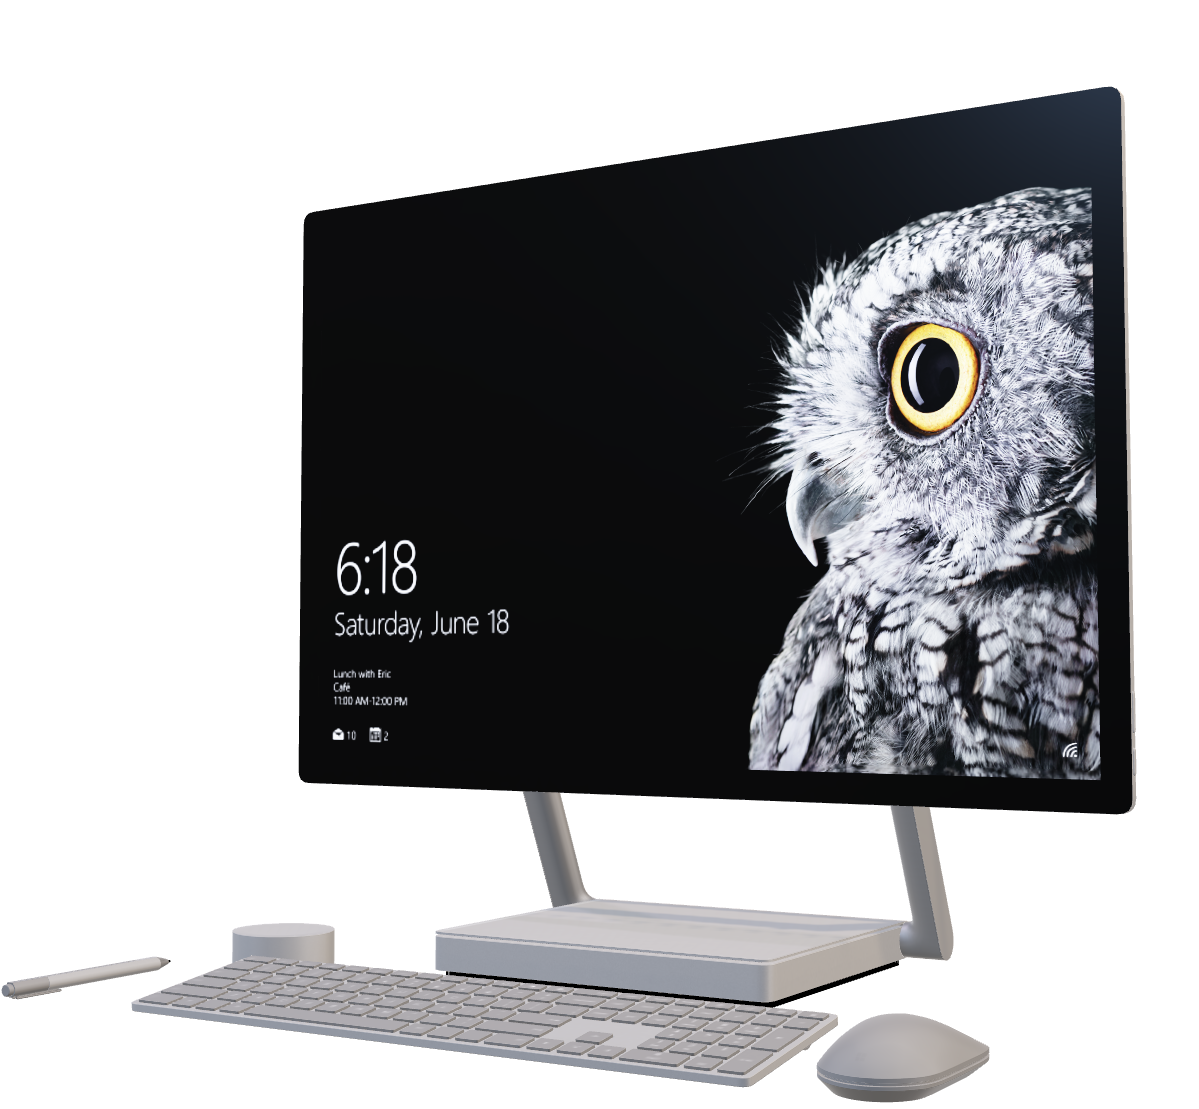 6:18
Saturday, June 18
Lunch with Eric
Café
11:00 AM-12:00 PM
10 2